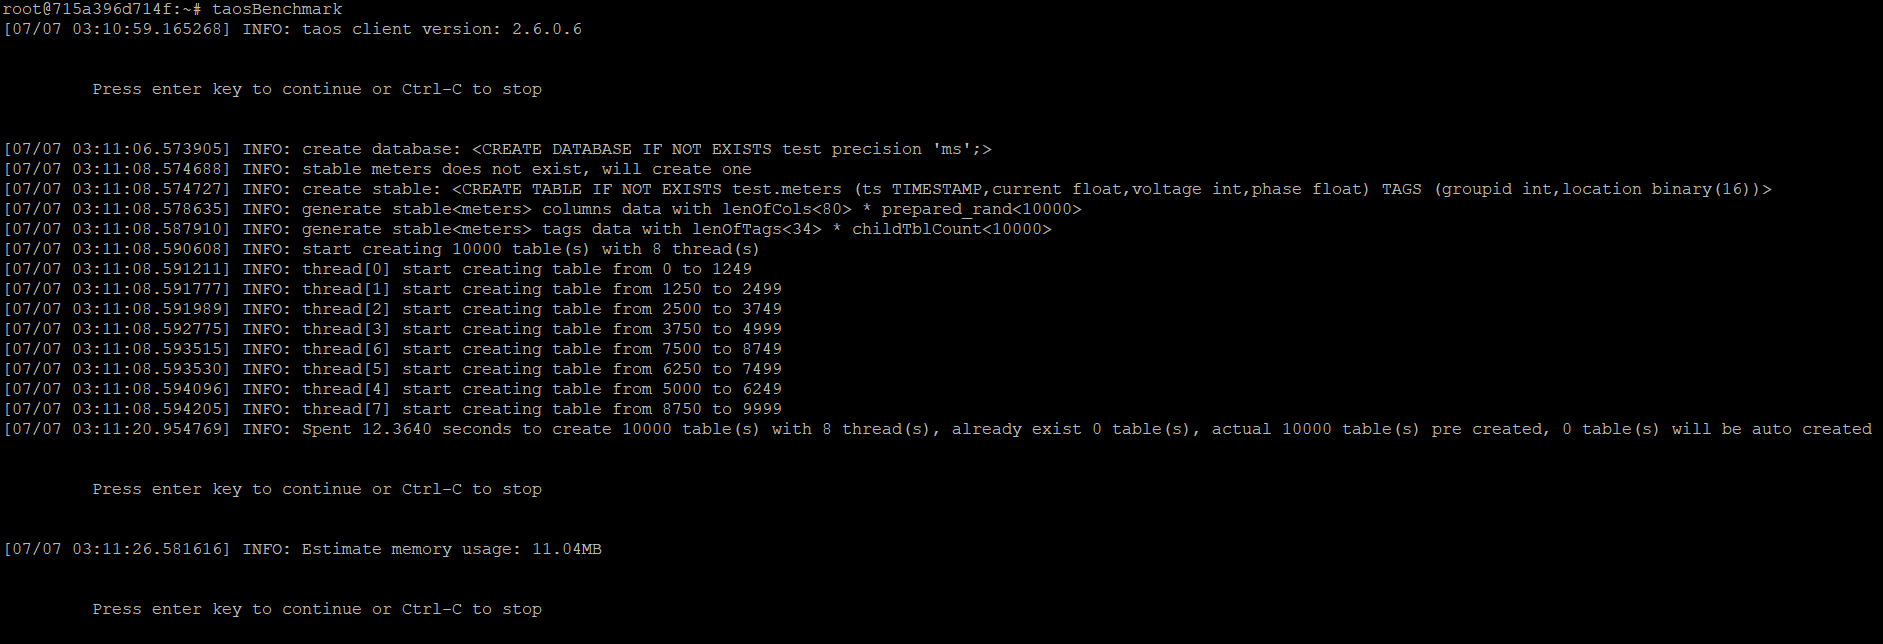 root@715a396d714f:~# taosBenchmark
[07/07 03:10:59.165268] INFO: taos client version: 2.6.0.6
Press enter key to continue or Ctrl-C to stop
[07/07 03:11:06.573905] INFO: create database: <CREATE DATABASE IF NOT EXISTS test precision 'ms';>
[07/07 03:11:08.574688] INFO: stable meters does not exist, will create one
[07/07 03:11:08.574727] INFO: create stable: <CREATE TABLE IF NOT EXISTS test.meters (ts TIMESTAMP,current float,voltage int,phase float) TAGS (groupid int,location binary(16))>
[07/07 03:11:08.578635] INFO: generate stable<meters> columns data with lenOfCols<80> * prepared_rand<10000>
[07/07 03:11:08.587910] INFO: generate stable<meters> tags data with lenOfTags<34> * childTblCount<10000>
[07/07 03:11:08.590608] INFO: start creating 10000 table(s) with 8 thread(s)
[07/07 03:11:08.591211] INFO: thread[0] start creating table from 0 to 1249
[07/07 03:11:08.591777] INFO: thread[1] start creating table from 1250 to 2499
[07/07 03:11:08.591989] INFO: thread[2] start creating table from 2500 to 3749
[07/07 03:11:08.592775] INFO: thread[3] start creating table from 3750 to 4999
[07/07 03:11:08.593515] INFO: thread[6] start creating table from 7500 to 8749
[07/07 03:11:08.593530] INFO: thread[5] start creating table from 6250 to 7499
[07/07 03:11:08.594096] INFO: thread[4] start creating table from 5000 to 6249
[07/07 03:11:08.594205] INFO: thread[7] start creating table from 8750 to 9999
[07/07 03:11:20.954769] INFO: Spent 12.3640 seconds to create 10000 table(s) with 8 thread(s), already exist 0 table(s), actual 10000 table(s) pre created, 0 table(s) will be auto created
Press enter key to continue or Ctrl-C to stop
[07/07 03:11:26.581616] INFO: Estimate memory usage: 11.04MB
Press enter key to continue or Ctrl-C to stop